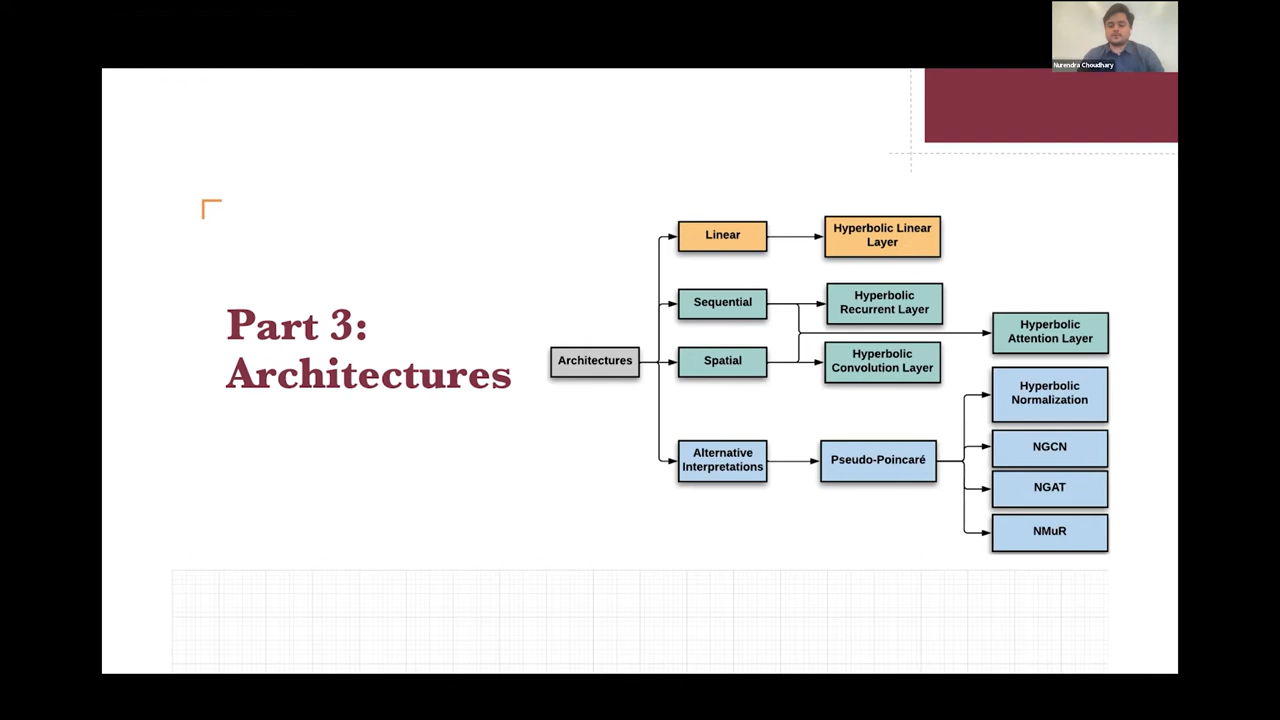 Nurendra Choudhary
Part 3:
Architectures
Architectures
Linear
Hyperbolic Linear
Layer
Sequential
Hyperbolic
Recurrent Layer
Hyperbolic
Attention Layer
Spatial
Hyperbolic
Convolution Layer
Alternative
Interpretations
Pseudo-Poincaré
Hyperbolic
Normalization
NGCN
NGAT
NMuR